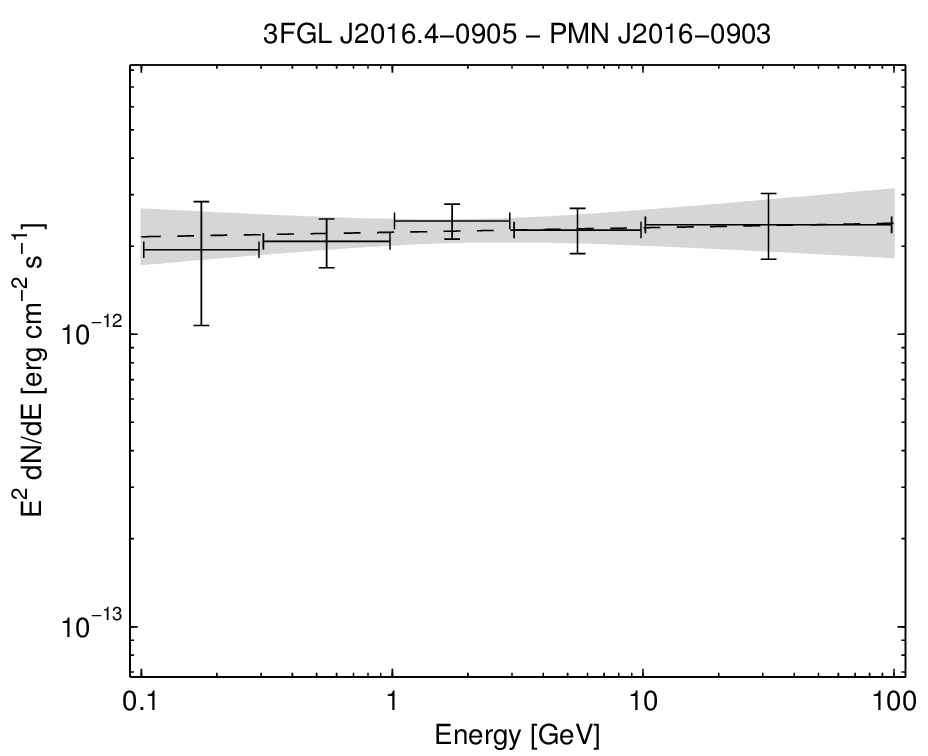 3FGL J2016.4−0905 − PMN J2016−0903
E² dN/dE [erg cm⁻² s⁻¹]
10⁻¹²
10⁻¹³
0.1 1 10 100
Energy [GeV]